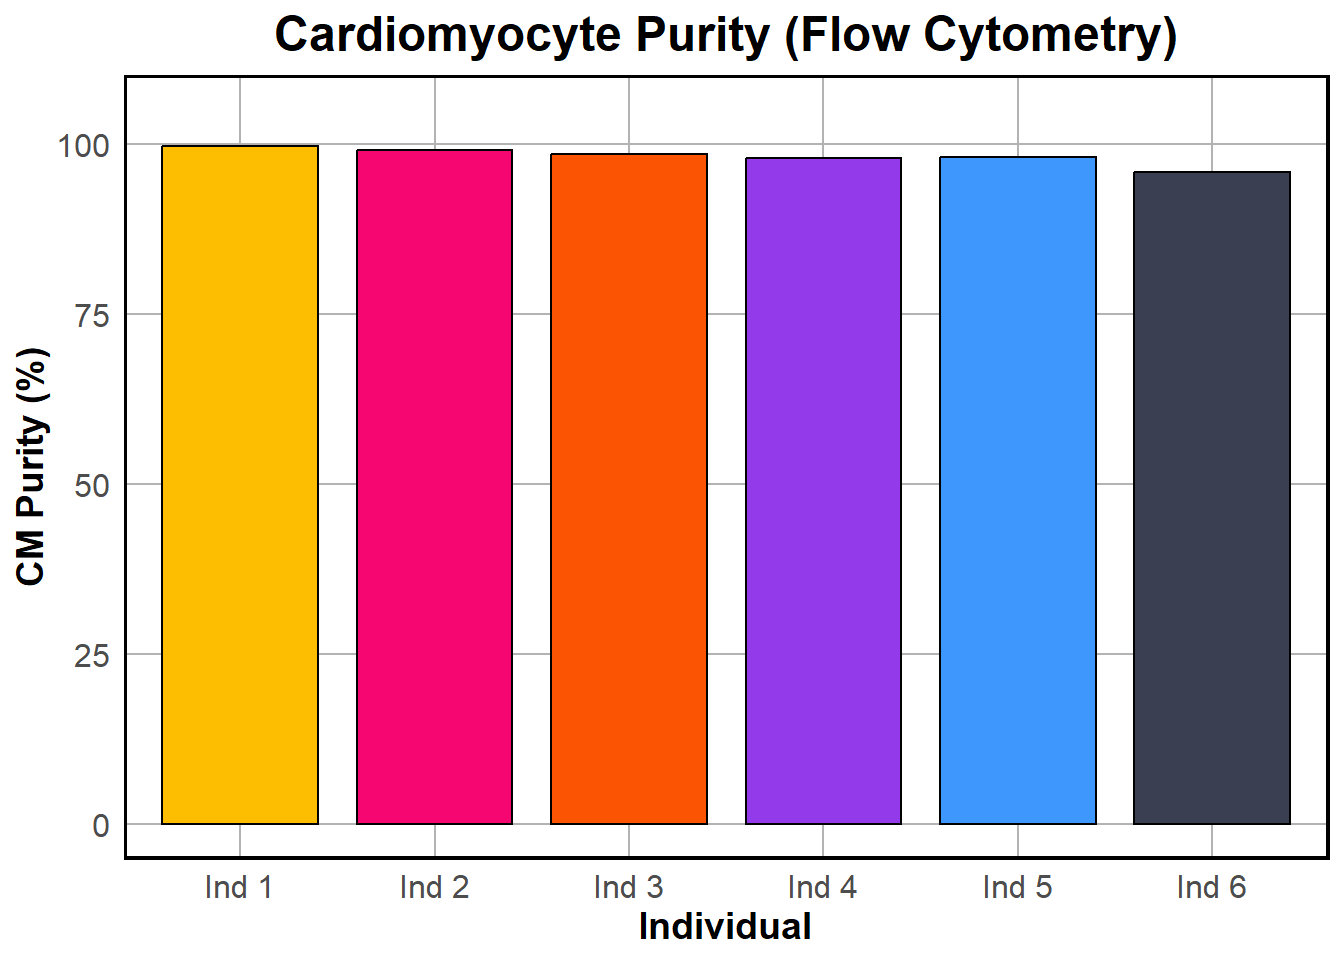 Cardiomyocyte Purity (Flow Cytometry)
CM Purity (%)
100
75
50
25
0
Ind 1 Ind 2 Ind 3 Ind 4 Ind 5 Ind 6
Individual